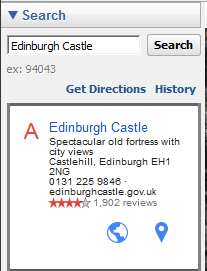 Search
Edinburgh Castle Search
ex: 94043
Get Directions History
A Edinburgh Castle
Spectacular old fortress with
city views
Castlehill, Edinburgh EH1
2NG
0131 225 9846 ·
edinburghcastle.gov.uk
1,902 reviews